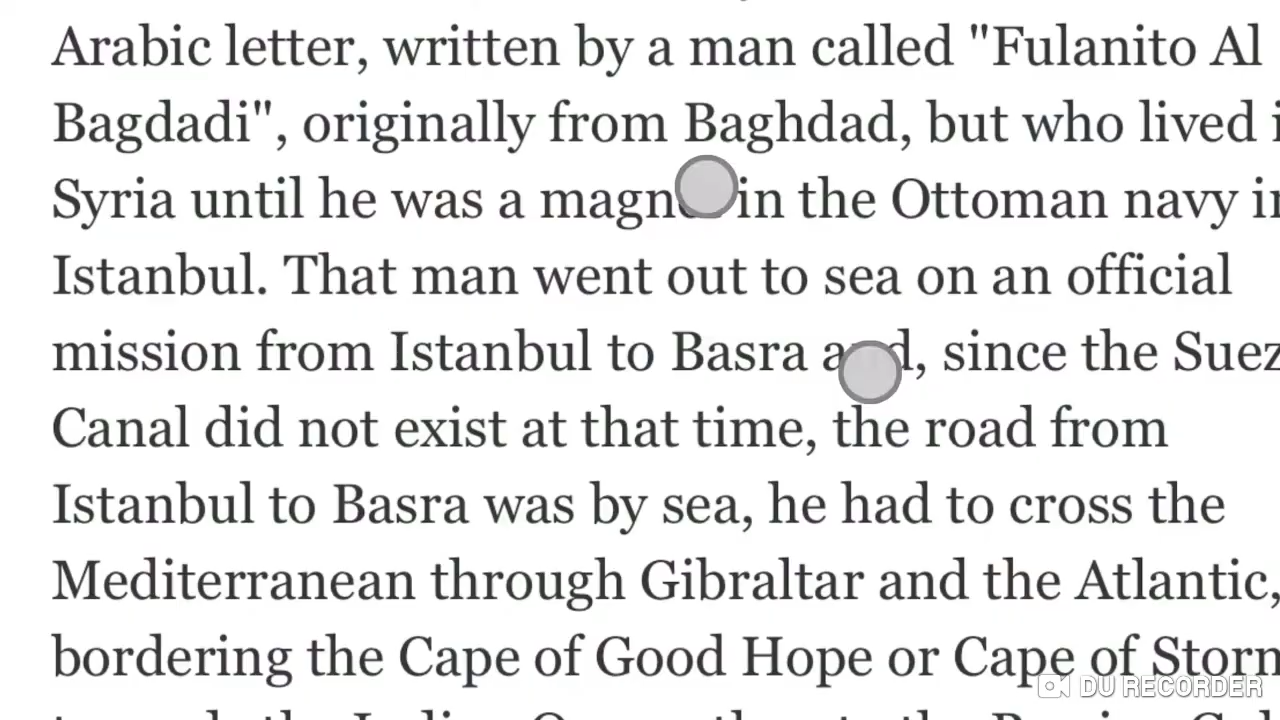 Arabic letter, written by a man called "Fulanito Al
Bagdadi", originally from Baghdad, but who lived
Syria until he was a in the Ottoman navy in
Istanbul. That man went out to sea on an official
mission from Istanbul to Basra and, since the Suez
Canal did not exist at that time, the road from
Istanbul to Basra was by sea, he had to cross the
Mediterranean through Gibraltar and the Atlantic,
bordering the Cape of Good Hope or Cape of
DU RECORDER